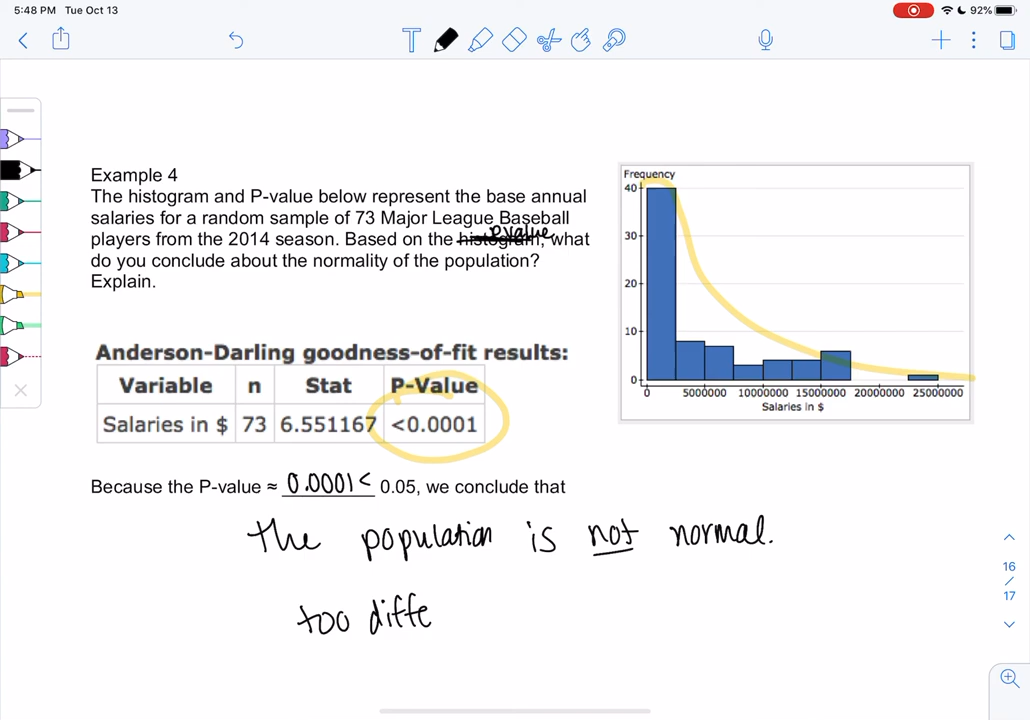 5:48 PM Tue Oct 13
92%
Example 4
The histogram and P-value below represent the base annual
salaries for a random sample of 73 Major League Baseball
players from the 2014 season. Based on the histogram, what
pvalue
do you conclude about the normality of the population?
Explain.
Frequency
40
30
20
10
0
0 5000000 10000000 15000000 20000000 25000000
Salaries in $
Anderson-Darling goodness-of-fit results:
Variable n Stat P-Value
Salaries in $ 73 6.551167 <0.0001
Because the P-value ≈ 0.0001 < 0.05, we conclude that
the population is not normal.
too diffe
16
/
17